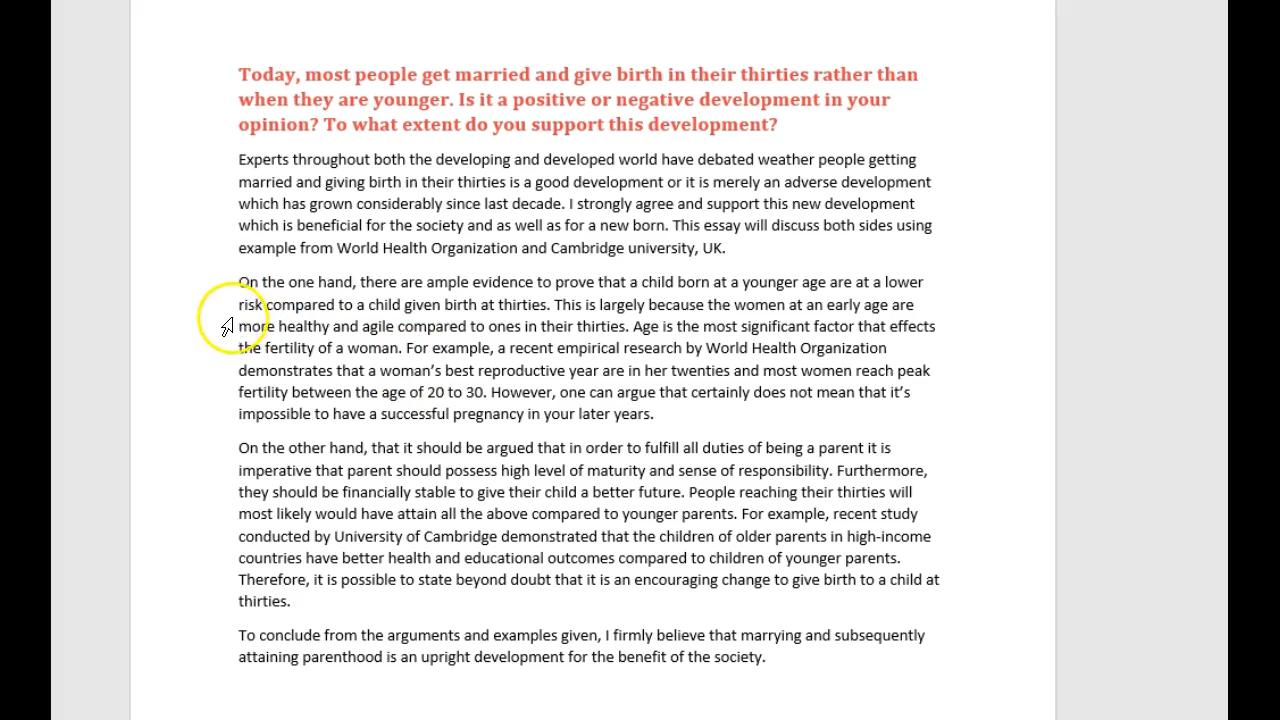 Today, most people get married and give birth in their thirties rather than
when they are younger. Is it a positive or negative development in your
opinion? To what extent do you support this development?
Experts throughout both the developing and developed world have debated weather people getting
married and giving birth in their thirties is a good development or it is merely an adverse development
which has grown considerably since last decade. I strongly agree and support this new development
which is beneficial for the society and as well as for a new born. This essay will discuss both sides using
example from World Health Organization and Cambridge university, UK.
On the one hand, there are ample evidence to prove that a child born at a younger age are at a lower
risk compared to a child given birth at thirties. This is largely because the women at an early age are
more healthy and agile compared to ones in their thirties. Age is the most significant factor that effects
the fertility of a woman. For example, a recent empirical research by World Health Organization
demonstrates that a woman's best reproductive year are in her twenties and most women reach peak
fertility between the age of 20 to 30. However, one can argue that certainly does not mean that it's
impossible to have a successful pregnancy in your later years.
On the other hand, that it should be argued that in order to fulfill all duties of being a parent it is
imperative that parent should possess high level of maturity and sense of responsibility. Furthermore,
they should be financially stable to give their child a better future. People reaching their thirties will
most likely would have attain all the above compared to younger parents. For example, recent study
conducted by University of Cambridge demonstrated that the children of older parents in high-income
countries have better health and educational outcomes compared to children of younger parents.
Therefore, it is possible to state beyond doubt that it is an encouraging change to give birth to a child at
thirties.
To conclude from the arguments and examples given, I firmly believe that marrying and subsequently
attaining parenthood is an upright development for the benefit of the society.